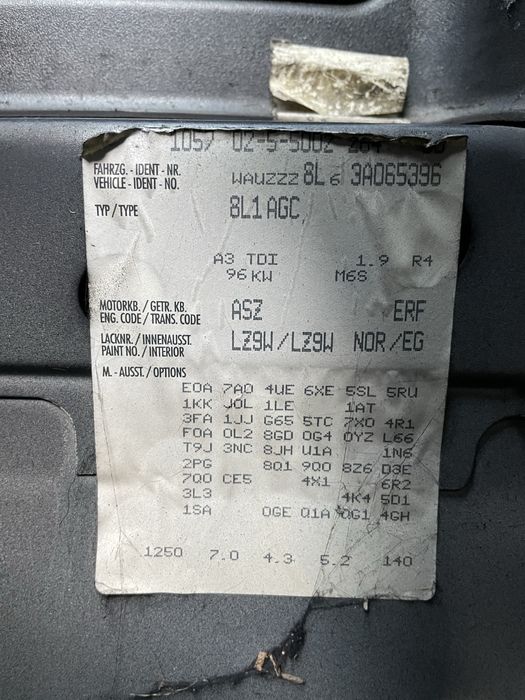 FAHRZG. - IDENT - NR.
VEHICLE - IDENT - NO. WAUZZZ 8L 6 3A065396
TYP / TYPE 8L1AGC
A3 TDI 1.9 R4
96 KW M6S
MOTORKB. / GETR. KB.
ENG. CODE / TRANS. CODE ASZ ERF
LACKNR. / INNENAUSST.
PAINT NO. / INTERIOR LZ9W/LZ9W NOR/EG
M. - AUSST. / OPTIONS
E0A 7A0 4UE 6XE 5SL 5RU
1KK J0L 1LE 1AT
3FA 1JJ G65 5TC 7X0 4R1
F0A 0L2 8GD 0G4 0YZ L66
T9J 3NC 8JH U1A 1N6
2PG 8Q1 9Q0 8Z6 D3E
7Q0 CE5 4X1 6R2
3L3 4K4 5D1
1SA 0GE Q1A QG1 4GH
1250 7.0 4.3 5.2 140